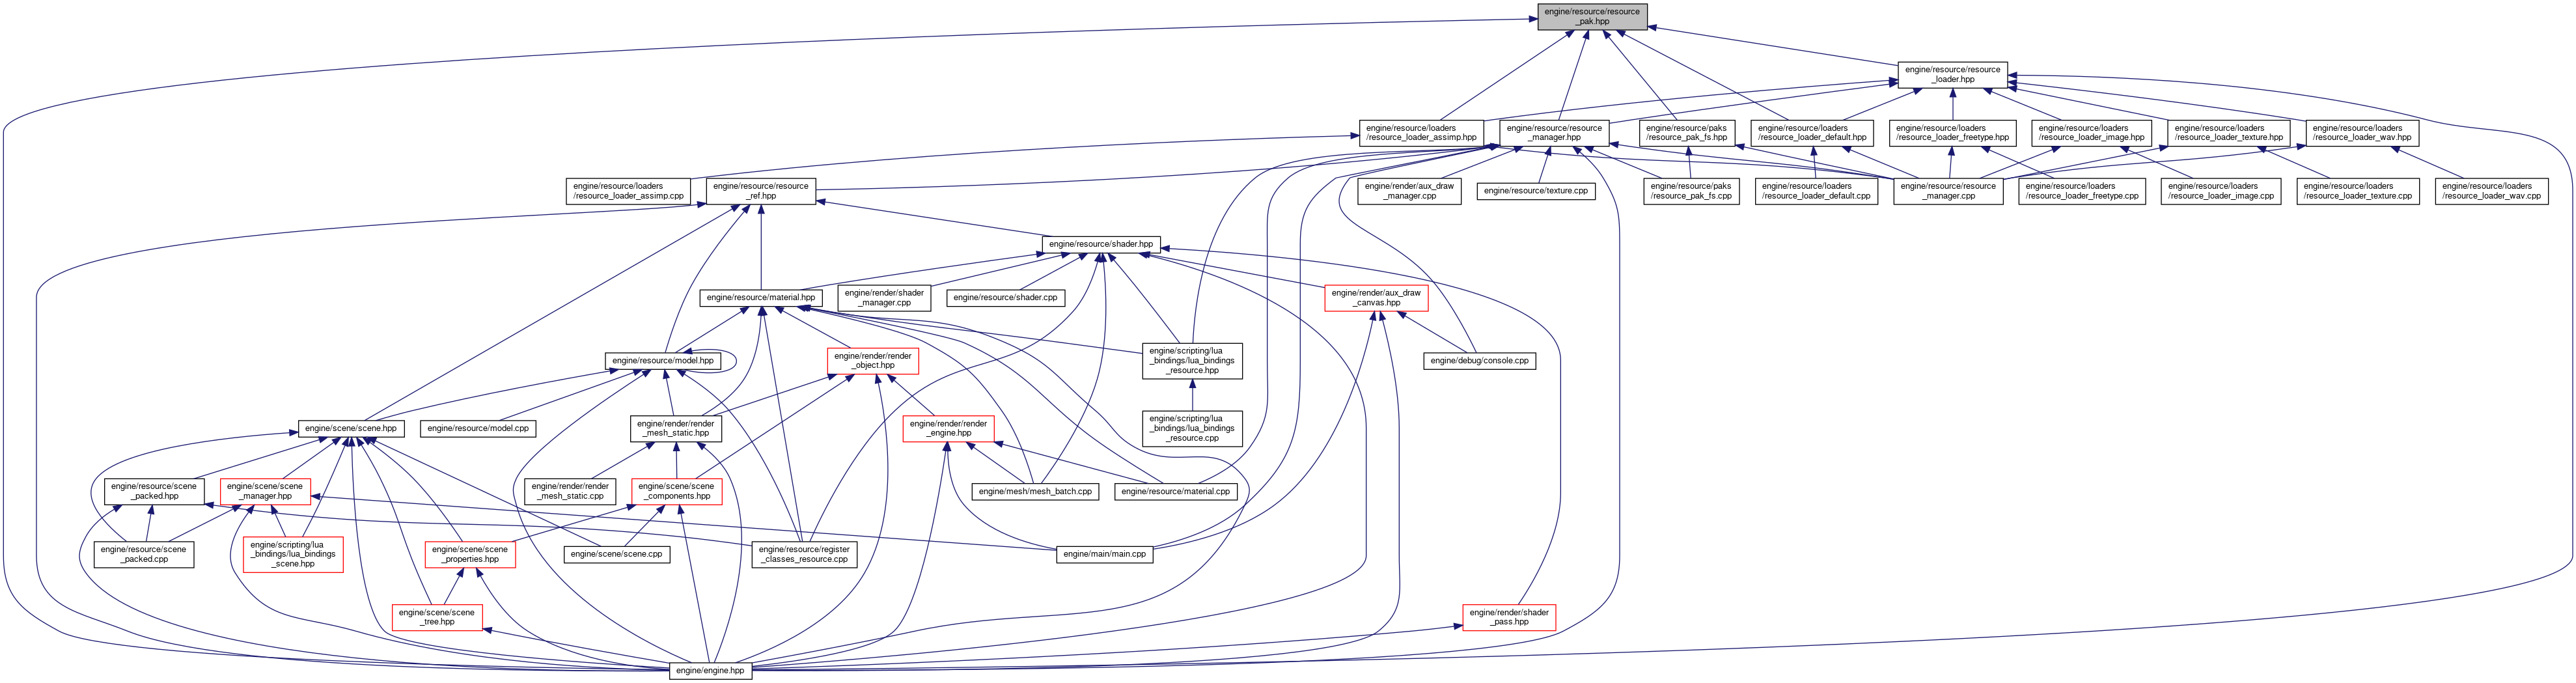 engine/resource/resource
_pak.hpp
engine/resource/resource
_loader.hpp
engine/resource/loaders
/resource_loader_assimp.hpp
engine/resource/resource
_manager.hpp
engine/resource/paks
/resource_pak_fs.hpp
engine/resource/loaders
/resource_loader_default.hpp
engine/resource/loaders
/resource_loader_freetype.hpp
engine/resource/loaders
/resource_loader_image.hpp
engine/resource/loaders
/resource_loader_texture.hpp
engine/resource/loaders
/resource_loader_wav.hpp
engine/resource/loaders
/resource_loader_assimp.cpp
engine/resource/resource
_ref.hpp
engine/render/aux_draw
_manager.cpp
engine/resource/texture.cpp
engine/resource/paks
/resource_pak_fs.cpp
engine/resource/loaders
/resource_loader_default.cpp
engine/resource/resource
_manager.cpp
engine/resource/loaders
/resource_loader_freetype.cpp
engine/resource/loaders
/resource_loader_image.cpp
engine/resource/loaders
/resource_loader_texture.cpp
engine/resource/loaders
/resource_loader_wav.cpp
engine/resource/shader.hpp
engine/resource/material.hpp
engine/render/shader
_manager.cpp
engine/resource/shader.cpp
engine/render/aux_draw
_canvas.hpp
engine/resource/model.hpp
engine/render/render
_object.hpp
engine/scripting/lua
_bindings/lua_bindings
_resource.hpp
engine/debug/console.cpp
engine/scene/scene.hpp
engine/resource/model.cpp
engine/render/render
_mesh_static.hpp
engine/render/render
_engine.hpp
engine/scripting/lua
_bindings/lua_bindings
_resource.cpp
engine/resource/scene
_packed.hpp
engine/scene/scene
_manager.hpp
engine/render/render
_mesh_static.cpp
engine/scene/scene
_components.hpp
engine/mesh/mesh_batch.cpp
engine/resource/material.cpp
engine/resource/scene
_packed.cpp
engine/scripting/lua
_bindings/lua_bindings
_scene.hpp
engine/scene/scene
_properties.hpp
engine/scene/scene.cpp
engine/resource/register
_classes_resource.cpp
engine/main/main.cpp
engine/scene/scene
_tree.hpp
engine/render/shader
_pass.hpp
engine/engine.hpp